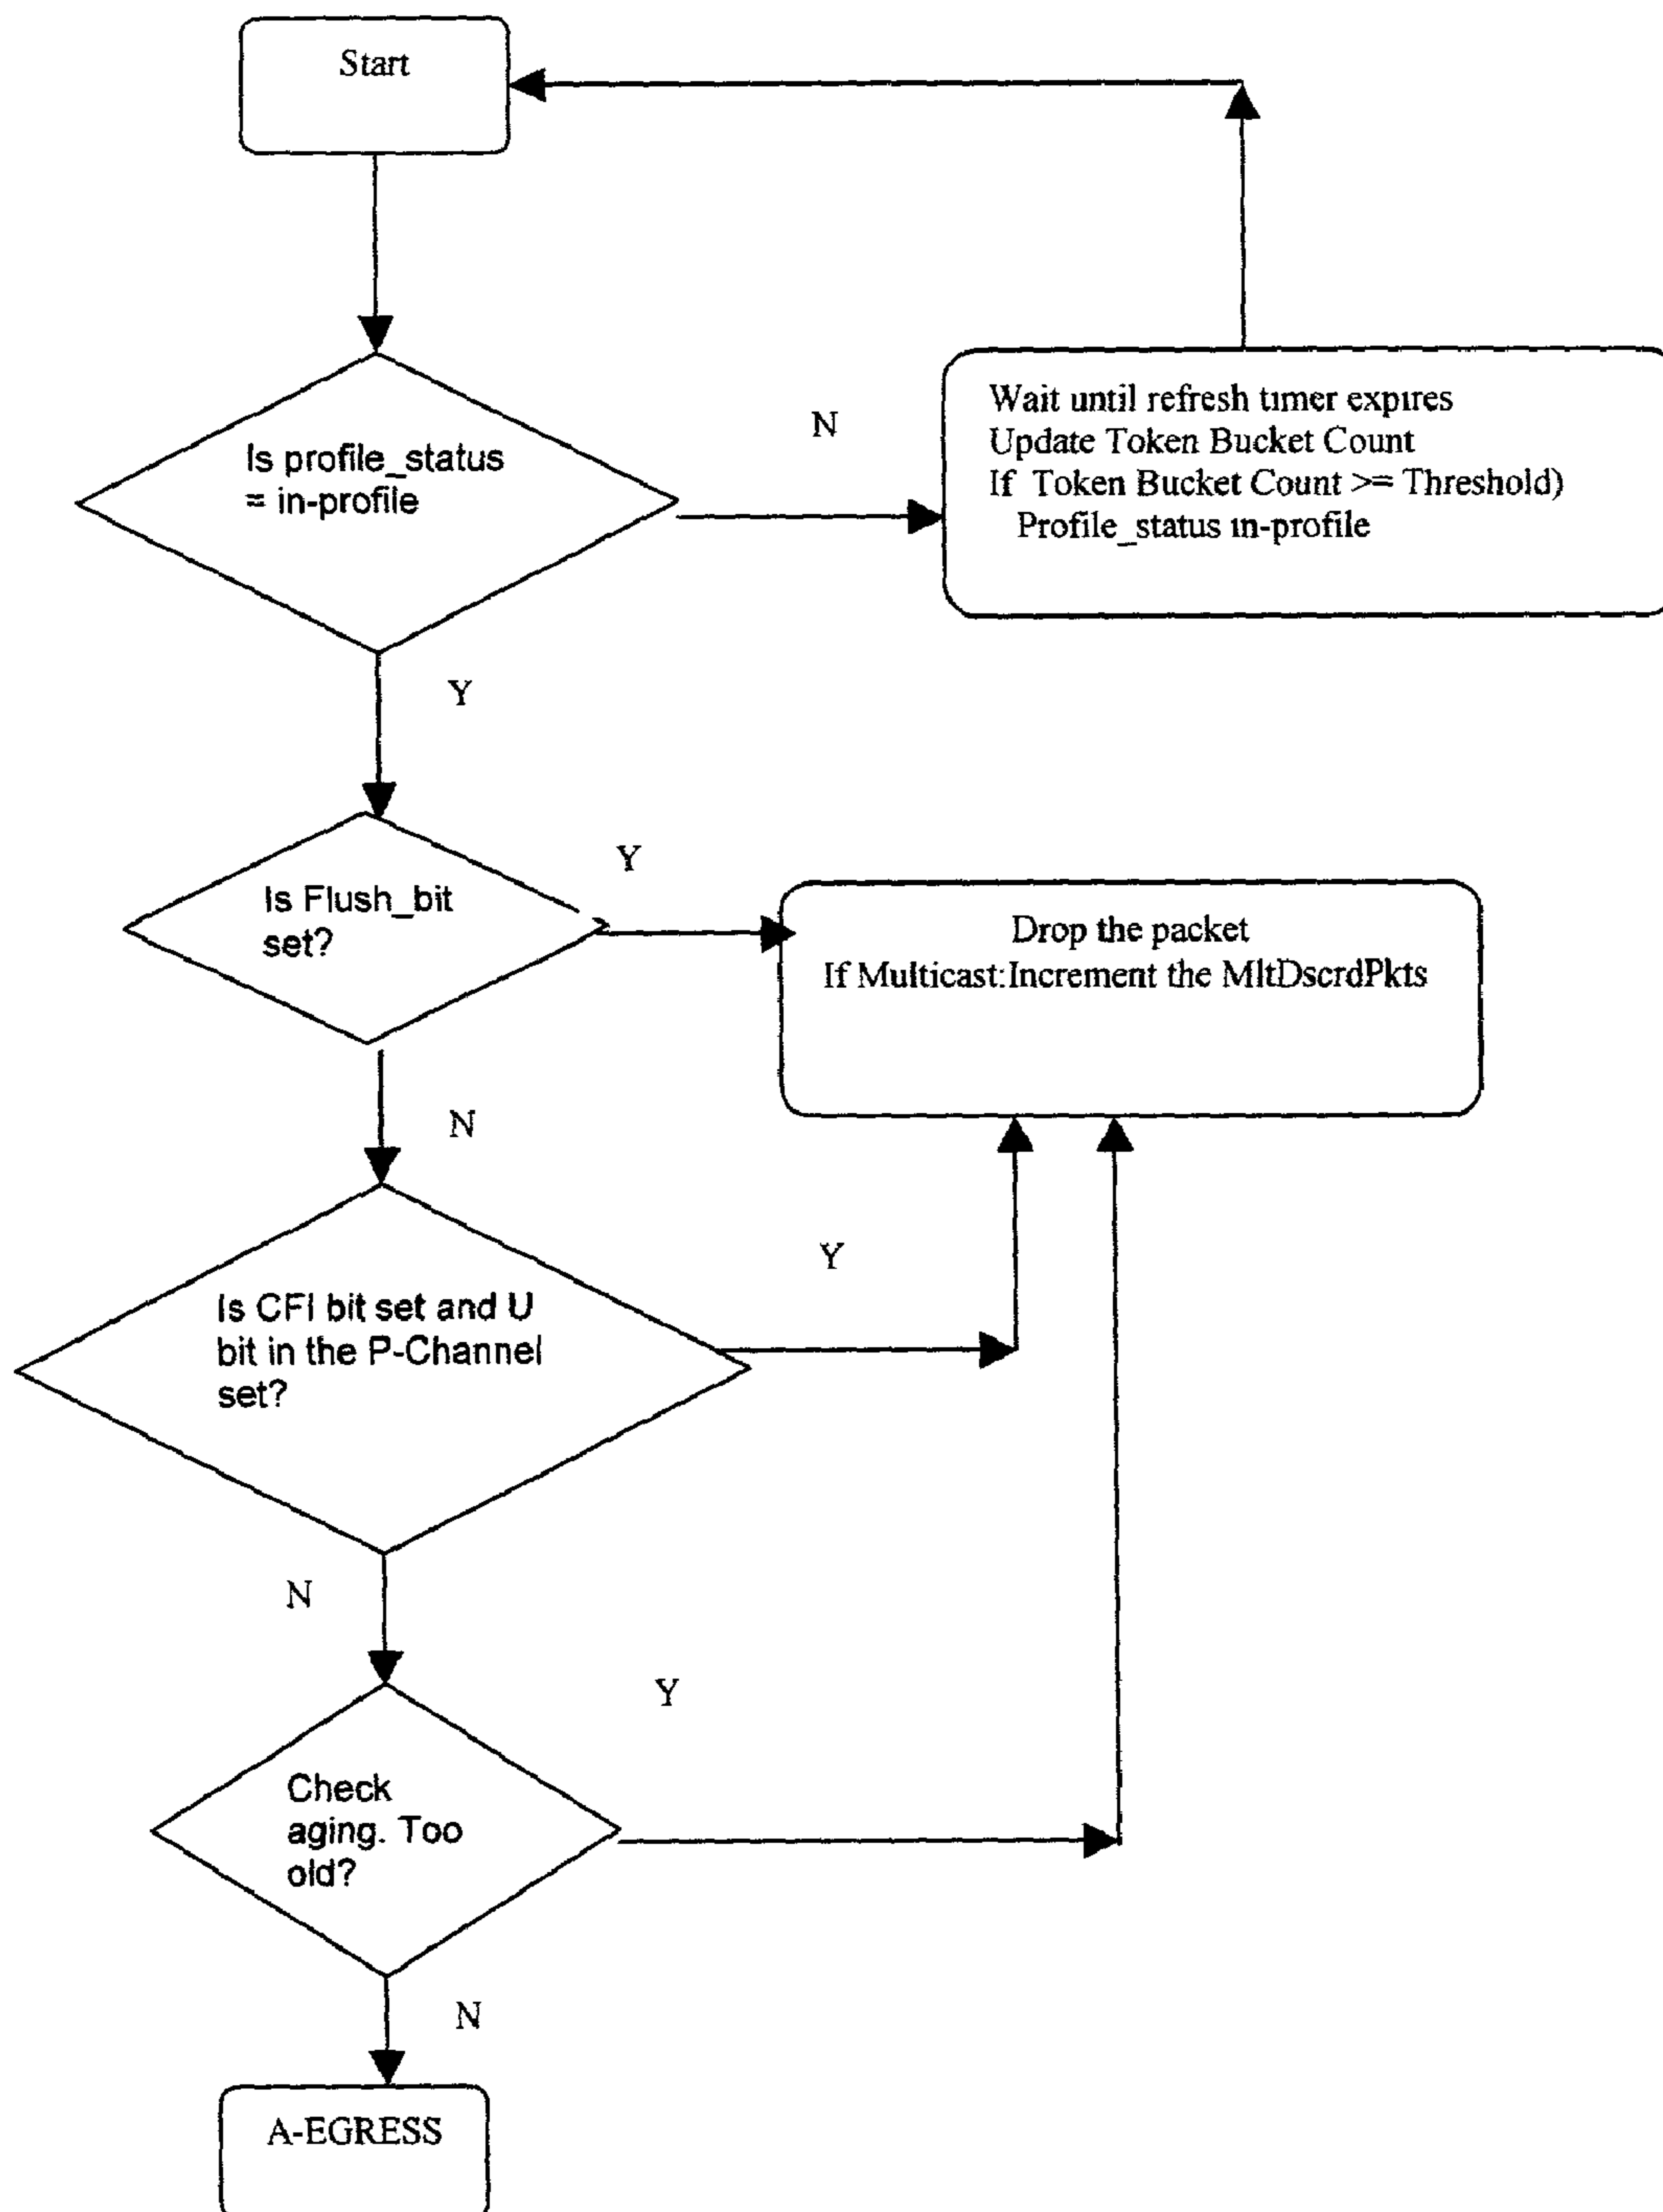 Start
Is profile_status
= in-profile
N
Wait until refresh timer expires
Update Token Bucket Count
If Token Bucket Count >= Threshold)
Profile_status in-profile
Y
Is Flush_bit
set?
Y
Drop the packet
If Multicast:Increment the MltDscrdPkts
N
Is CFI bit set and U
bit in the P-Channel
set?
Y
N
Check
aging. Too
old?
Y
N
A-EGRESS